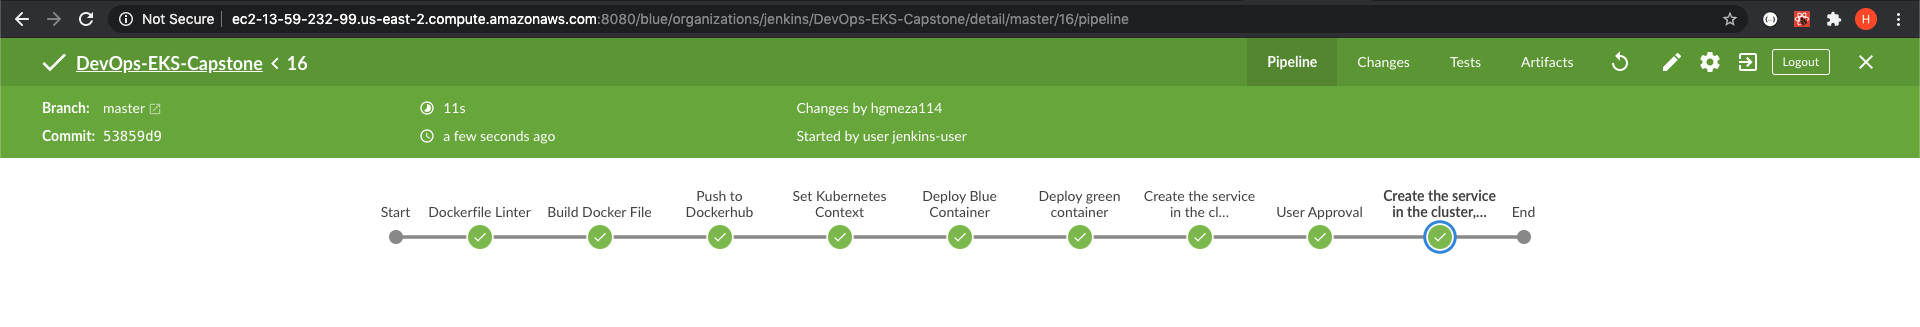 Not Secure ec2-13-59-232-99.us-east-2.compute.amazonaws.com:8080/blue/organizations/jenkins/DevOps-EKS-Capstone/detail/master/16/pipeline
H
DevOps-EKS-Capstone < 16
Pipeline Changes Tests Artifacts Logout
Branch: master
11s
Changes by hgmeza114
Commit: 53859d9
a few seconds ago
Started by user jenkins-user
Start
Dockerfile Linter
Build Docker File
Push to
Dockerhub
Set Kubernetes
Context
Deploy Blue
Container
Deploy green
container
Create the service
in the cl...
User Approval
Create the service
in the cluster,...
End